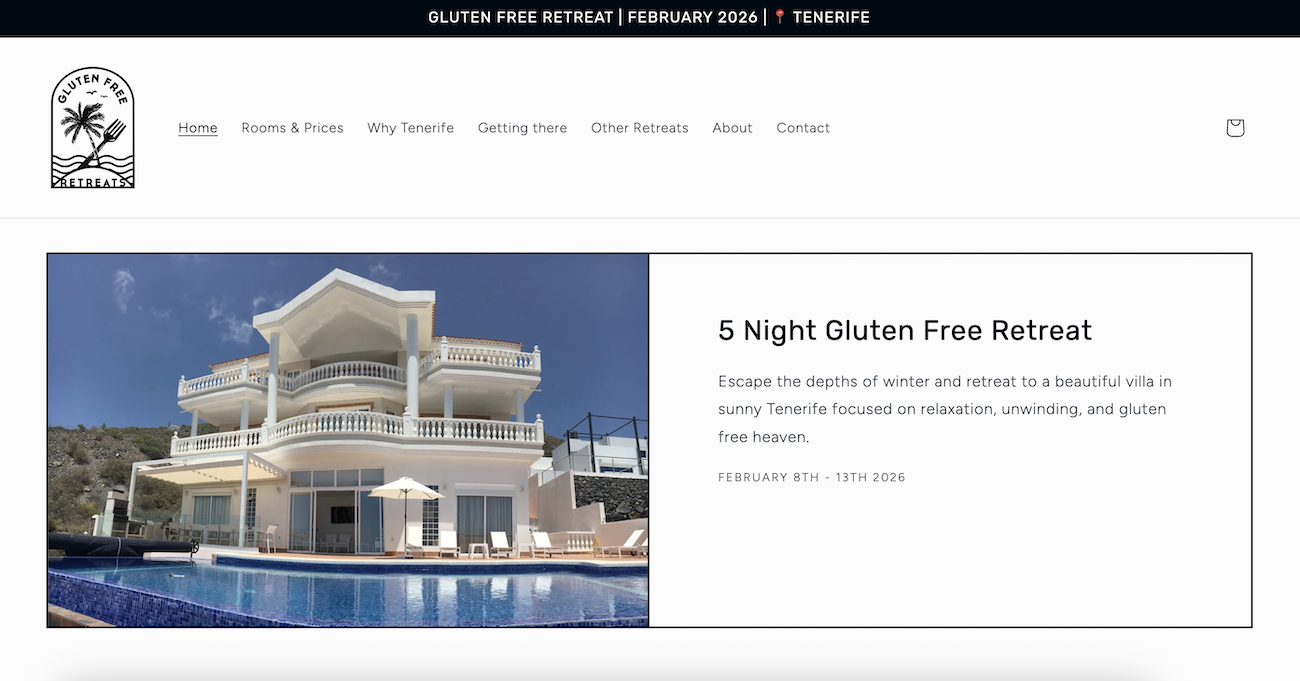 GLUTEN FREE RETREAT | FEBRUARY 2026 | 📍 TENERIFE
GLUTEN FREE
RETREATS
Home
Rooms & Prices
Why Tenerife
Getting there
Other Retreats
About
Contact
5 Night Gluten Free Retreat
Escape the depths of winter and retreat to a beautiful villa in
sunny Tenerife focused on relaxation, unwinding, and gluten
free heaven.
FEBRUARY 8TH - 13TH 2026